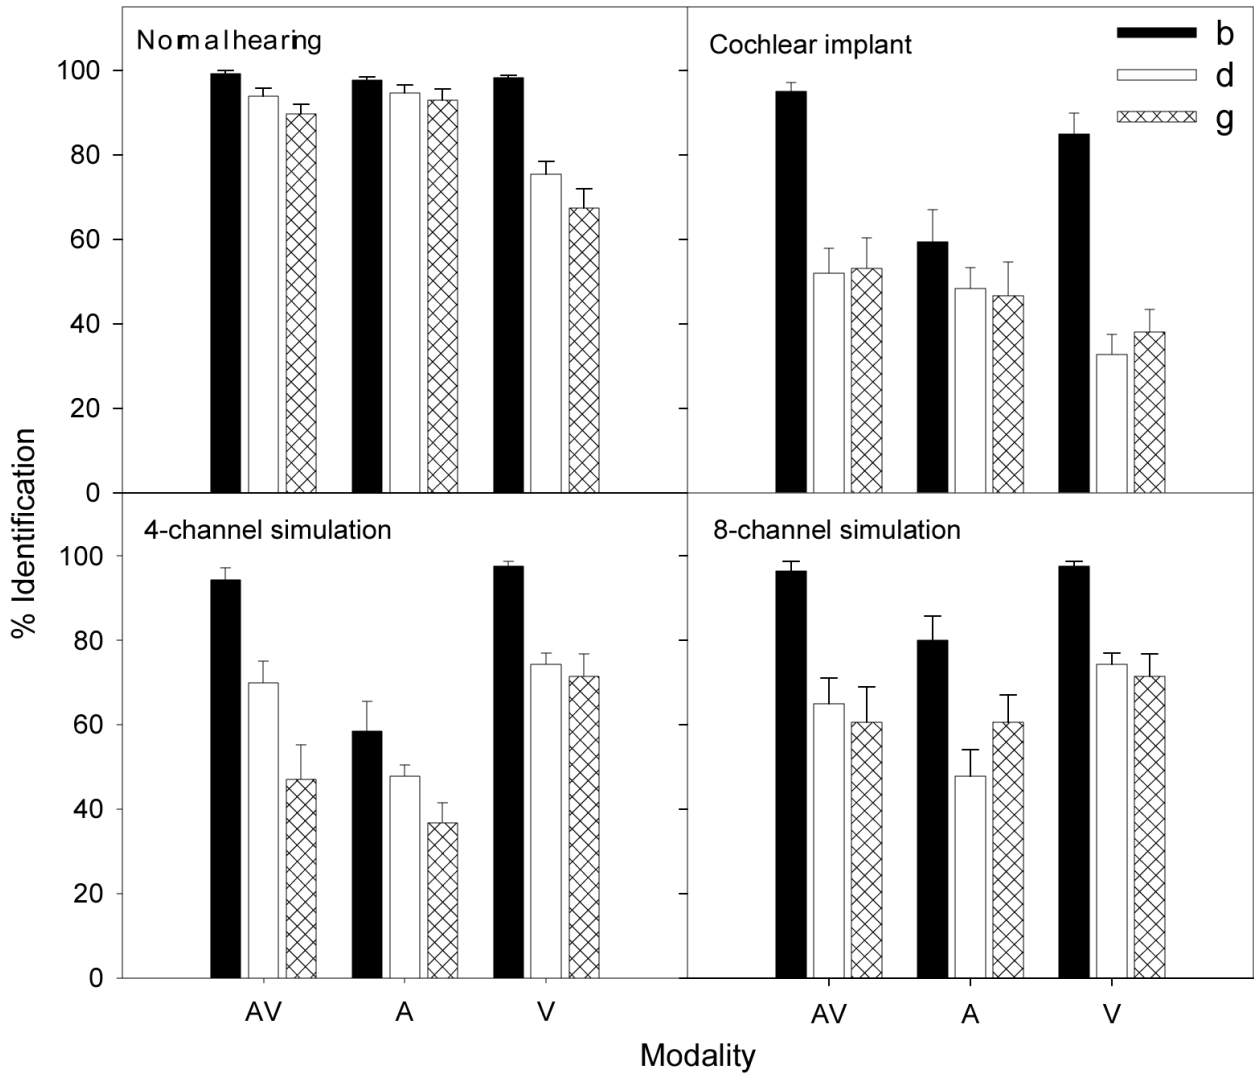 Normal hearing
Cochlear implant
b
d
g
100
80
60
40
20
0
% Identification
4-channel simulation
8-channel simulation
100
80
60
40
20
0
AV
A
V
AV
A
V
Modality